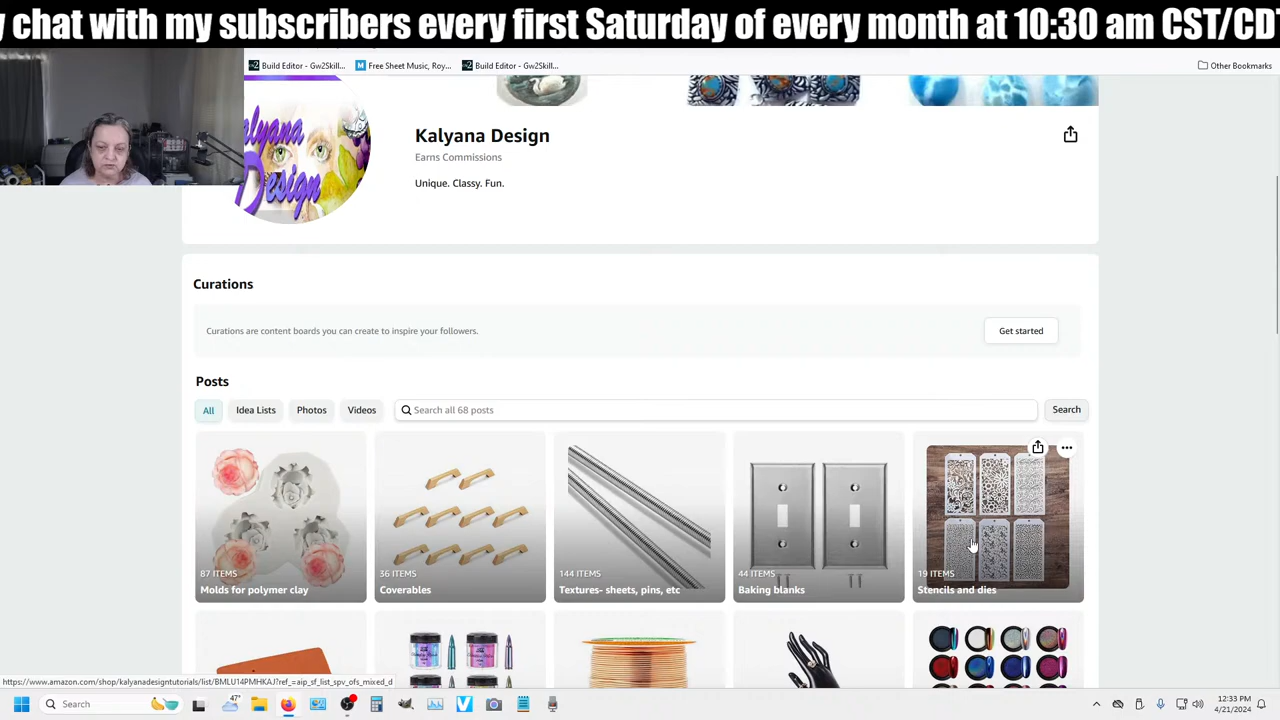 y chat with my subscribers every first Saturday of every month at 10:30 am CST/CD
Build Editor - Gw2Skill...
Free Sheet Music, Roy...
Build Editor - Gw2Skill...
Other Bookmarks
Kalyana Design
Kalyana Design
Earns Commissions
Unique. Classy. Fun.
Curations
Curations are content boards you can create to inspire your followers.
Get started
Posts
All
Idea Lists
Photos
Videos
Search all 68 posts
Search
87 ITEMS
Molds for polymer clay
36 ITEMS
Coverables
144 ITEMS
Textures- sheets, pins, etc
44 ITEMS
Baking blanks
19 ITEMS
Stencils and dies
https://www.amazon.com/shop/kalyanadesigntutorials/list/BMLU14PMHKAJ?ref_=aip_sf_list_spv_ofs_mixed_d
Search
47°
12:33 PM
4/21/2024